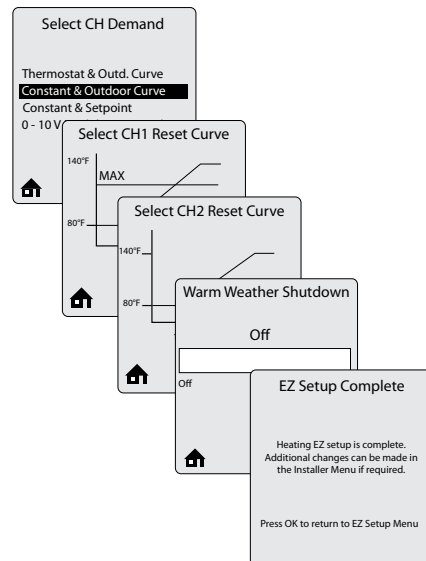 Select CH Demand
Thermostat & Outd. Curve
Constant & Outdoor Curve
Constant & Setpoint
0 - 10 V
Select CH1 Reset Curve
140°F
MAX
80°F
Select CH2 Reset Curve
140°F
80°F
Warm Weather Shutdown
Off
Off
EZ Setup Complete
Heating EZ setup is complete.
Additional changes can be made in
the Installer Menu if required.
Press OK to return to EZ Setup Menu